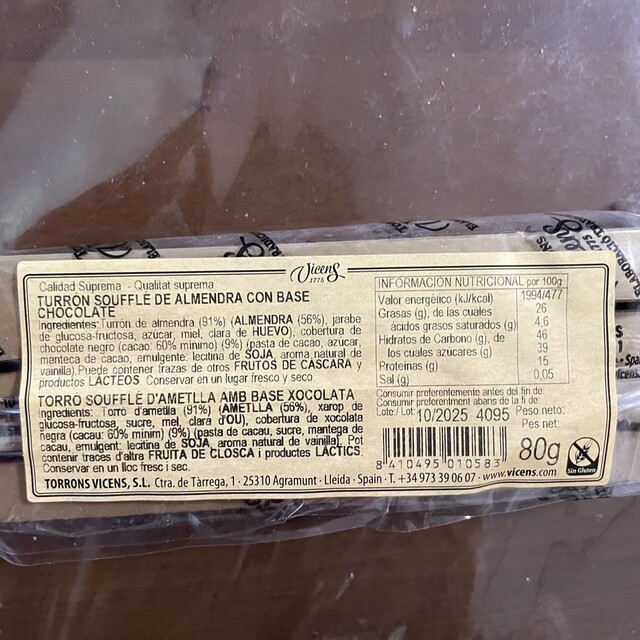 Vicens
1775
Calidad Suprema - Qualitat suprema
TURRÓN SOUFFLÉ DE ALMENDRA CON BASE
CHOCOLATE
Ingredientes: Turrón de almendra (91%) (ALMENDRA (56%), jarabe
de glucosa-fructosa, azúcar, miel, clara de HUEVO), cobertura de
chocolate negro (cacao: 60% mínimo) (9%) (pasta de cacao, azúcar,
manteca de cacao, emulgente: lecitina de SOJA, aroma natural de
vainilla). Puede contener trazas de otros FRUTOS DE CÁSCARA y
productos LÁCTEOS. Conservar en un lugar fresco y seco.
TORRÓ SOUFFLÉ D'AMETLLA AMB BASE XOCOLATA
Ingredients: Torró d'ametlla (91%) (AMETLLA (56%), xarop de
glucosa-fructosa, sucre, mel, clara d'OU), cobertura de xocolata
negra (cacau: 60% mínim) (9%) (pasta de cacau, sucre, mantega de
cacau, emulgent: lecitina de SOJA, aroma natural de vainilla). Pot
contenir traces d'altra FRUITA DE CLOSCA i productes LÀCTICS.
Conservar en un lloc fresc i sec.
INFORMACIÓN NUTRICIONAL por 100g
Valor energético (kJ/kcal) 1994/477
Grasas (g), de las cuales 26
ácidos grasos saturados (g) 4,6
Hidratos de Carbono (g), de 46
los cuales azúcares (g) 39
Proteínas (g) 15
Sal (g) 0,05
Consumir preferentemente antes del fin de:
Consumir preferentment abans de la fi de:
Lote/Lot: 10/2025 4095 Peso neto:
Pes net:
80g
8 410495 010583
Sin Gluten
TORRONS VICENS, S.L. Ctra. de Tàrrega, 1 · 25310 Agramunt · Lleida · Spain · T. +34 973 39 06 07 · www.vicens.com